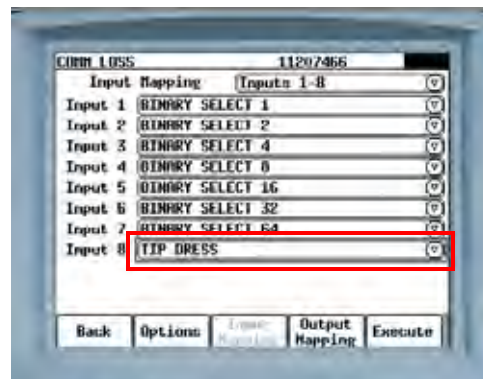 COMM LOSS 11207466
Input Mapping Inputs 1-8
Input 1 BINARY SELECT 1
Input 2 BINARY SELECT 2
Input 3 BINARY SELECT 4
Input 4 BINARY SELECT 8
Input 5 BINARY SELECT 16
Input 6 BINARY SELECT 32
Input 7 BINARY SELECT 64
Input 8 TIP DRESS
Back Options Input Mapping Output Mapping Execute